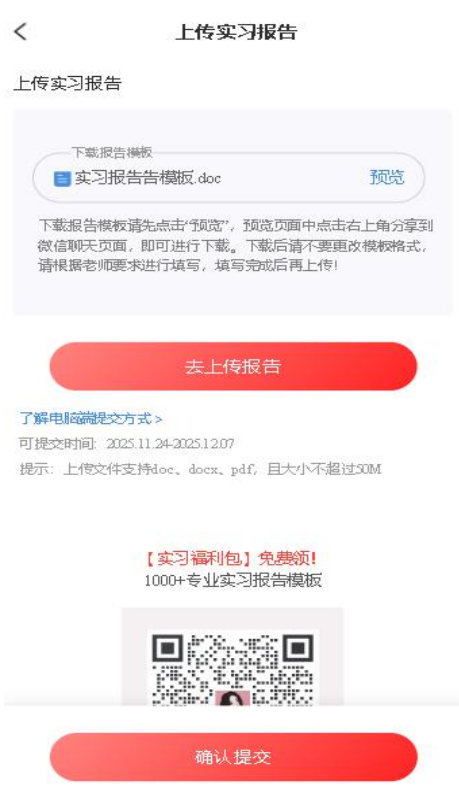 上传实习报告
上传实习报告
下载报告模板
实习报告告模板.doc
预览
下载报告模板请先点击“预览”，预览页面中点击右上角分享到
微信聊天页面，即可进行下载。下载后请不要更改模板格式，
请根据老师要求进行填写，填写完成后再上传！
去上传报告
了解电脑端提交方式 >
可提交时间: 2025.11.24-2025.12.07
提示: 上传文件支持doc、docx、pdf, 且大小不超过50M
【实习福利包】免费领！
1000+专业实习报告模板
确认提交